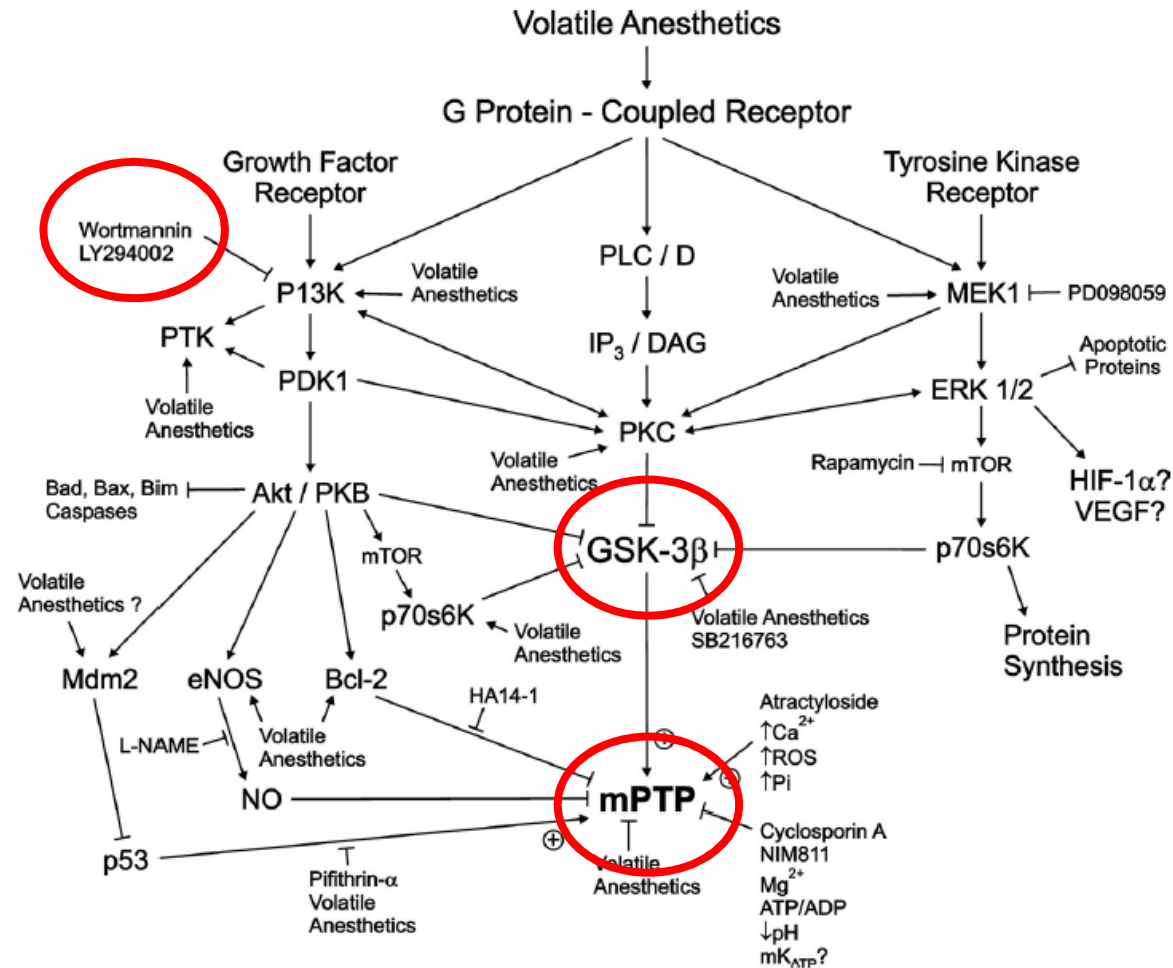 Volatile Anesthetics
G Protein - Coupled Receptor
Growth Factor
Receptor
Tyrosine Kinase
Receptor
Wortmannin
LY294002
PLC / D
Volatile
Anesthetics
Volatile
Anesthetics
P13K
MEK1
PD098059
PTK
IP₃ / DAG
Apoptotic
Proteins
PDK1
ERK 1/2
Volatile
Anesthetics
PKC
Volatile
Anesthetics
Rapamycin
mTOR
HIF-1α?
VEGF?
Bad, Bax, Bim
Caspases
Akt / PKB
mTOR
GSK-3β
p70s6K
Volatile
Anesthetics ?
p70s6K
Volatile Anesthetics
SB216763
Volatile
Anesthetics
Protein
Synthesis
Mdm2
eNOS
Bcl-2
HA14-1
Atractyloside
↑Ca²⁺
↑ROS
↑Pi
L-NAME
Volatile
Anesthetics
+
NO
mPTP
+
p53
Volatile
Anesthetics
Cyclosporin A
NIM811
Mg²⁺
ATP/ADP
↓pH
mK_ATP?
Pifithrin-α
Volatile
Anesthetics